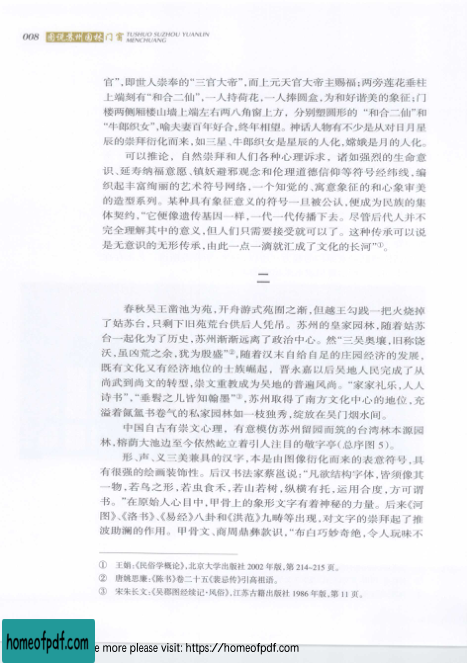 008 图说苏州园林 门窗 TUSHUO SUZHOU YUANLIN
MENCHUANG
官”,即世人崇奉的“三官大帝”,而上元天官大帝主赐福;两旁莲花垂柱
上端刻有“和合二仙”,一人持荷花,一人捧圆盒,为和好谐美的象征;门
楼两侧厢楼山墙上端左右两八角窗上方，分别塑圆形的“和合二仙”和
“牛郎织女”,喻夫妻百年好合,终年相望。神话人物有不少是从对日月星
辰的崇拜衍化而来,如三星、牛郎织女是星辰的人化,嫦娥是月的人化。
可以推论，自然崇拜和人们各种心理诉求，诸如强烈的生命意
识、延寿纳福意愿、镇妖避邪观念和伦理道德信仰等符号经纬线,编
织起丰富绚丽的艺术符号网络,一个知觉的、寓意象征的和心象审美
的造型系列。某种具有象征意义的符号一旦被公认,便成为民族的集
体契约,“它便像遗传基因一样,一代一代传播下去。尽管后代人并不
完全理解其中的意义,但人们只需要接受就可以了。这种传承可以说
是无意识的无形传承,由此一点一滴就汇成了文化的长河”①。
二
春秋吴王凿池为苑,开舟游式苑囿之渐,但越王勾践一把火烧掉
了姑苏台,只剩下旧苑荒台供后人凭吊。苏州的皇家园林,随着姑苏
台一起化为了历史,苏州渐渐远离了政治中心。然“三吴奥壤,旧称饶
沃,虽凶荒之余,犹为殷盛”②,随着汉末自给自足的庄园经济的发展,
既有文化又有经济地位的士族崛起，晋永嘉以后吴地人民完成了从
尚武到尚文的转型,崇文重教成为吴地的普遍风尚。“家家礼乐,人人
诗书”,“垂髫之儿皆知翰墨”③,苏州取得了南方文化中心的地位,充
溢着氤氲书卷气的私家园林如一枝独秀,绽放在吴门烟水间。
中国自古有崇文心理，有意模仿苏州留园而筑的台湾林本源园
林,榕荫大池边至今依然屹立着引人注目的敬字亭(总序图5)。
形、声、义三美兼具的汉字,本是由图像衍化而来的表意符号,具
有很强的绘画装饰性。后汉书法家蔡邕说:“凡欲结构字体,皆须像其
一物,若鸟之形,若虫食禾,若山若树,纵横有托,运用合度,方可谓
书。”在原始人心目中,甲骨上的象形文字有着神秘的力量。后来《河
图》、《洛书》、《易经》八卦和《洪范》九畴等出现,对文字的崇拜起了推
波助澜的作用。甲骨文、商周鼎彝款识,“布白巧妙奇绝,令人玩味不
① 王娟:《民俗学概论》,北京大学出版社2002年版,第214-215页。
② 唐姚思廉:《陈书》卷二十五《裴忌传》引高祖语。
③ 宋朱长文:《吴郡图经续记·风俗》,江苏古籍出版社1986年版,第11页。
homeofpdf.com
e more please visit: https://homeofpdf.com